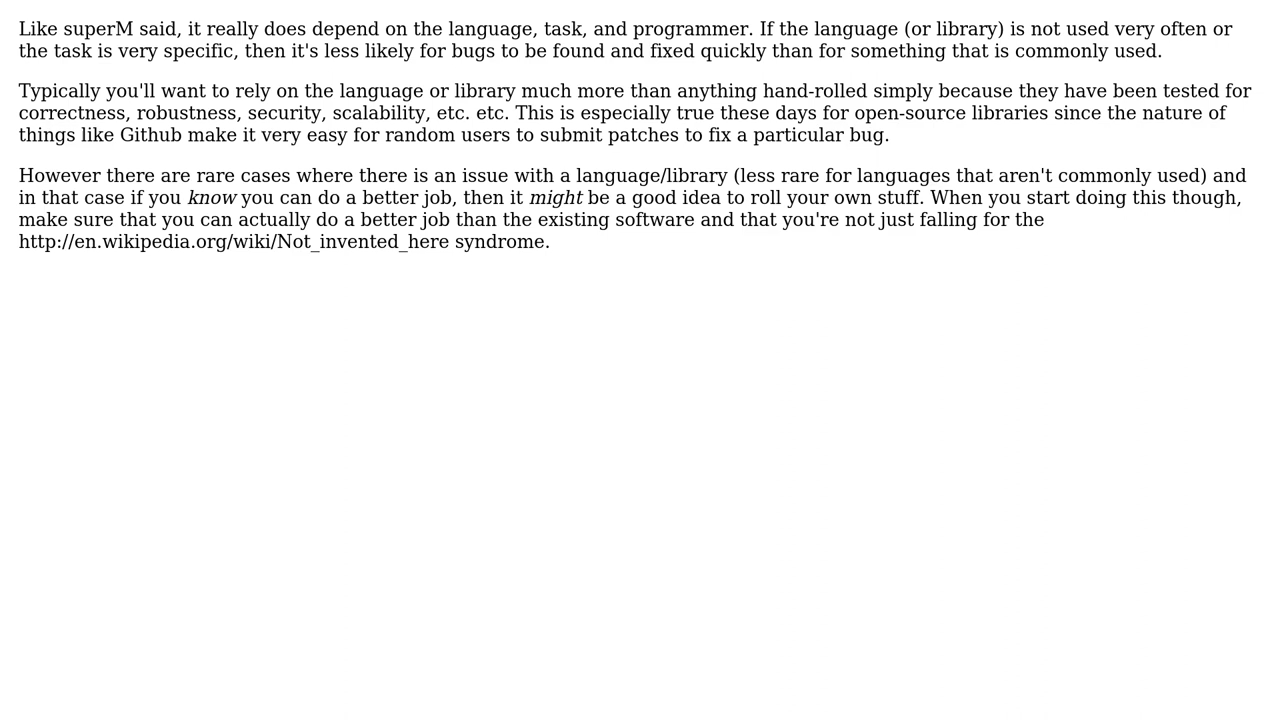 Like superM said, it really does depend on the language, task, and programmer. If the language (or library) is not used very often or
the task is very specific, then it's less likely for bugs to be found and fixed quickly than for something that is commonly used.
Typically you'll want to rely on the language or library much more than anything hand-rolled simply because they have been tested for
correctness, robustness, security, scalability, etc. etc. This is especially true these days for open-source libraries since the nature of
things like Github make it very easy for random users to submit patches to fix a particular bug.
However there are rare cases where there is an issue with a language/library (less rare for languages that aren't commonly used) and
in that case if you know you can do a better job, then it might be a good idea to roll your own stuff. When you start doing this though,
make sure that you can actually do a better job than the existing software and that you're not just falling for the
http://en.wikipedia.org/wiki/Not_invented_here syndrome.